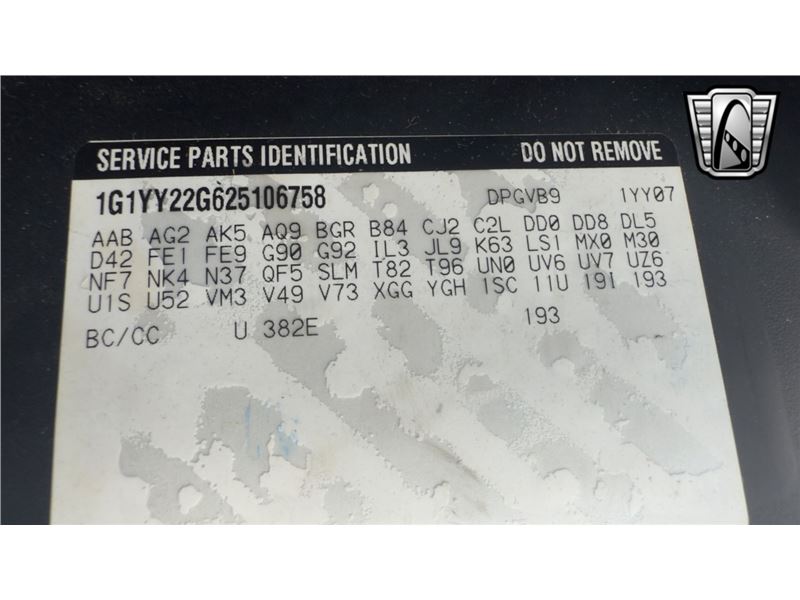 SERVICE PARTS IDENTIFICATION DO NOT REMOVE
1G1YY22G625106758 DPGVB9 1YY07
AAB AG2 AK5 AQ9 BGR B84 CJ2 C2L DD0 DD8 DL5
D42 FE1 FE9 G90 G92 IL3 JL9 K63 LS1 MX0 M30
NF7 NK4 N37 QF5 SLM T82 T96 UN0 UV6 UV7 UZ6
U1S U52 VM3 V49 V73 XGG YGH 1SC 11U 19I 193
BC/CC U 382E 193